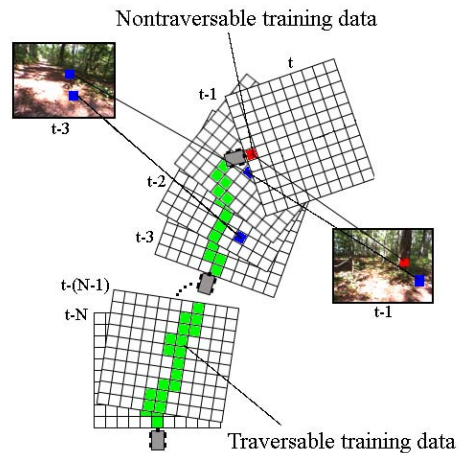 Nontraversable training data
t
t-1
t-3
t-2
t-3
t-1
t-(N-1)
t-N
Traversable training data